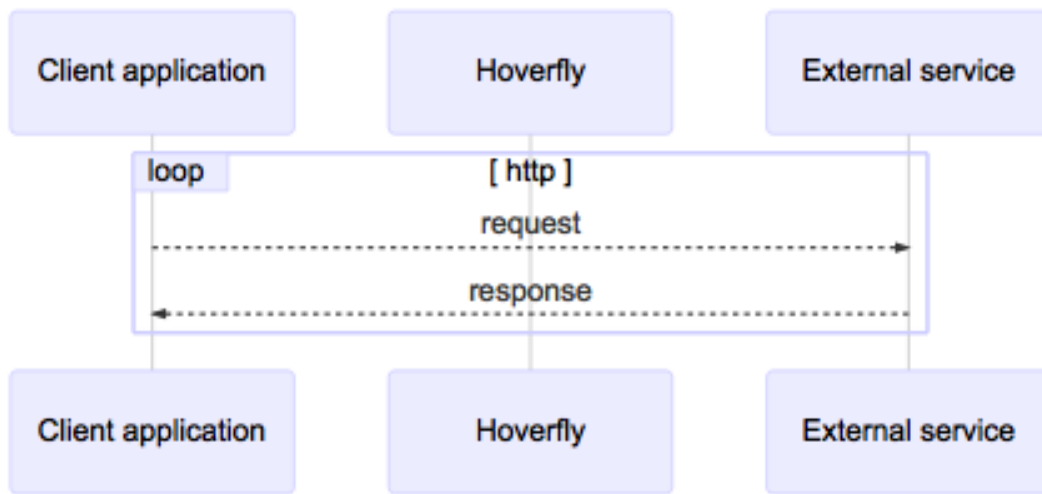 Client application
Hoverfly
External service
loop
[ http ]
request
response
Client application
Hoverfly
External service